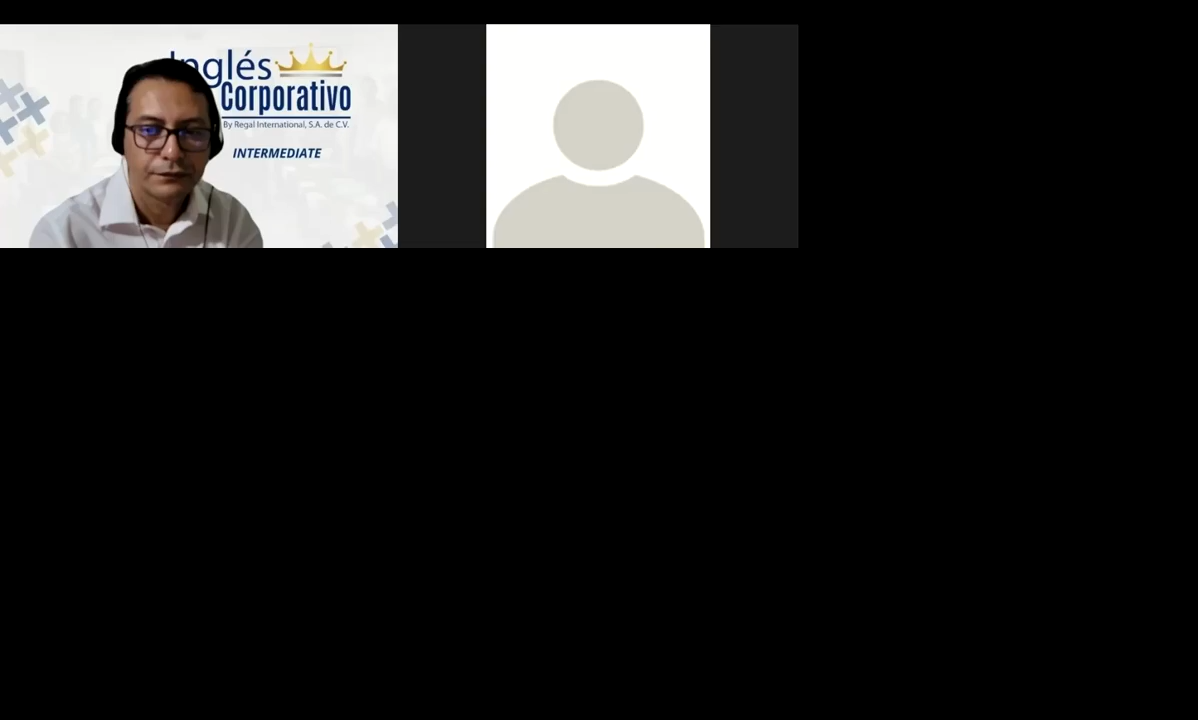 Inglés
Corporativo
By Regal International, S.A. de C.V.
INTERMEDIATE